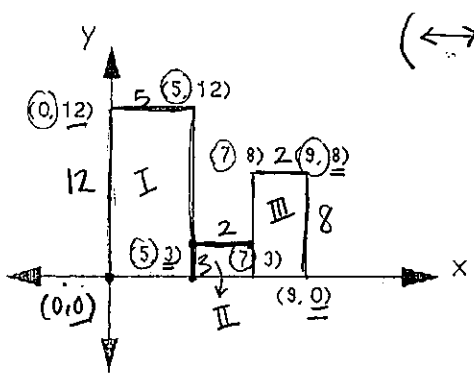 Y
5 (5, 12)
(0, 12)
(7 8) 2 (9, 8)
12 I
III
2 8
(5, 3) 3 (7 3)
X
(0,0) II (9, 0)